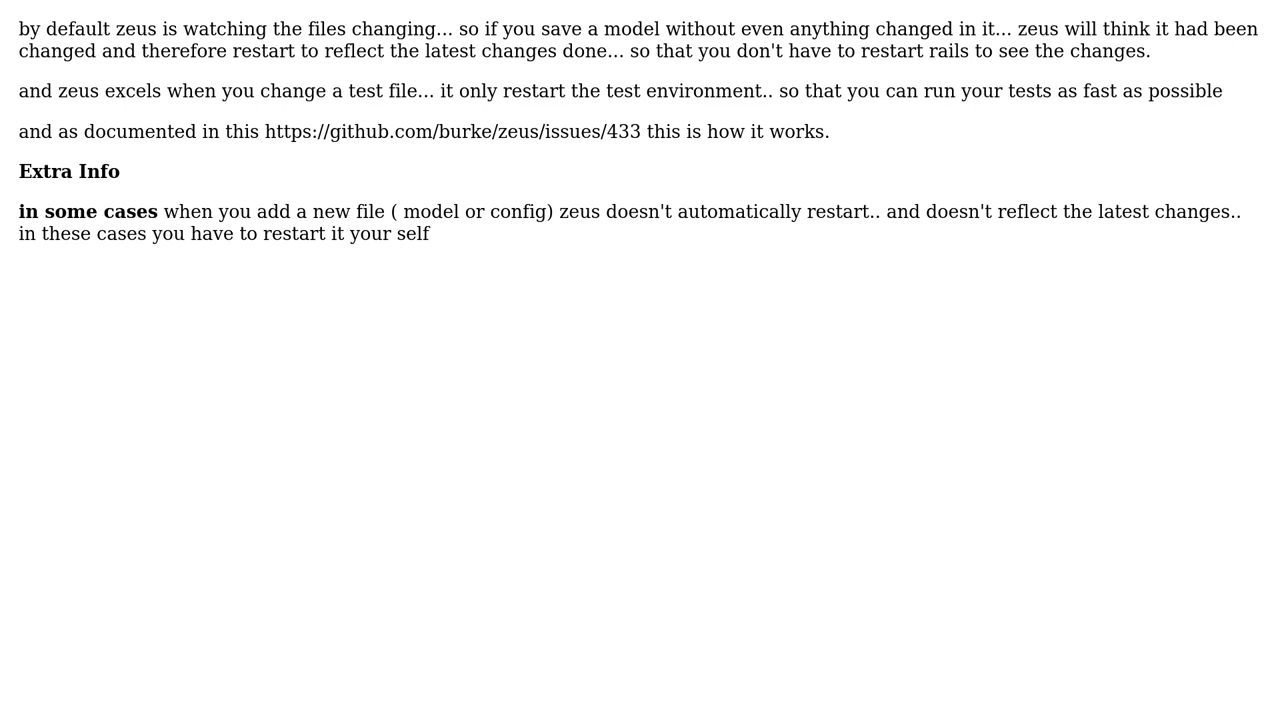 by default zeus is watching the files changing... so if you save a model without even anything changed in it... zeus will think it had been
changed and therefore restart to reflect the latest changes done... so that you don't have to restart rails to see the changes.
and zeus excels when you change a test file... it only restart the test environment.. so that you can run your tests as fast as possible
and as documented in this https://github.com/burke/zeus/issues/433 this is how it works.
Extra Info
in some cases when you add a new file ( model or config) zeus doesn't automatically restart.. and doesn't reflect the latest changes..
in these cases you have to restart it your self